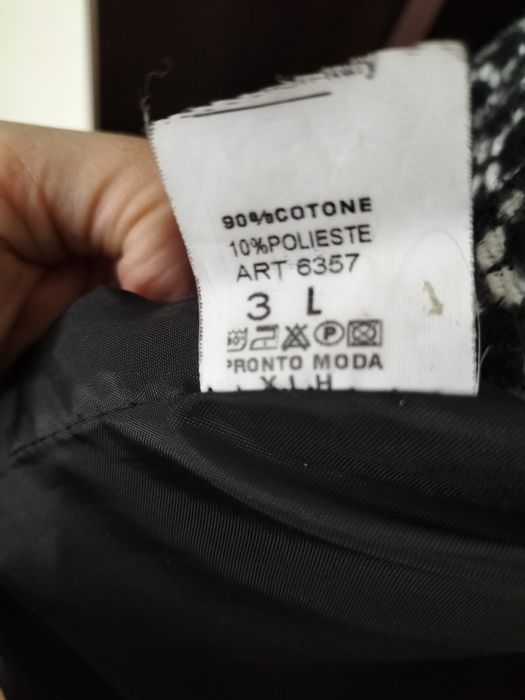 90%COTONE
10%POLIESTE
ART 6357
3 L
P
PRONTO MODA
X L H